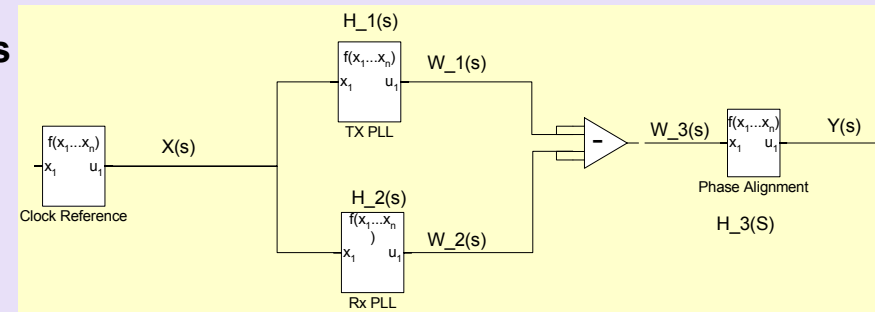 s
H_1(s)
f(x1...xn)
x1 u1
TX PLL
W_1(s)
f(x1...xn)
x1 u1
Clock Reference
X(s)
-
W_3(s)
f(x1...xn)
x1 u1
Phase Alignment
Y(s)
H_3(S)
H_2(s)
f(x1...xn
)
x1 u1
Rx PLL
W_2(s)